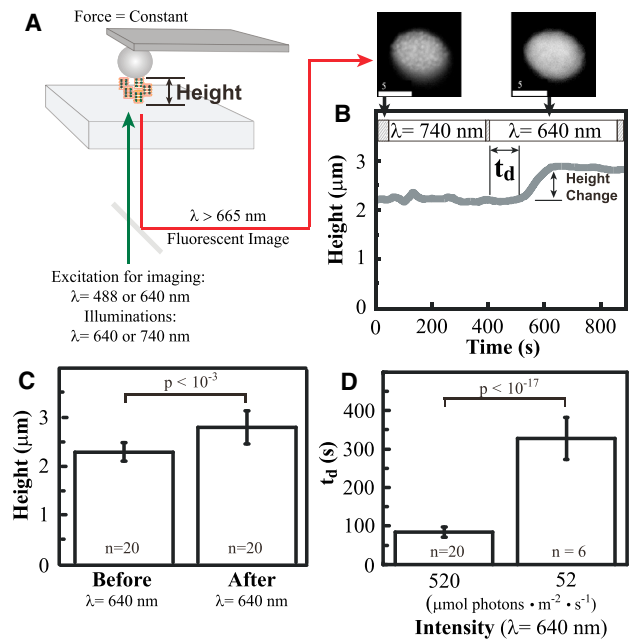 A
Force = Constant
Height
λ > 665 nm
Fluorescent Image
Excitation for imaging:
λ= 488 or 640 nm
Illuminations:
λ= 640 or 740 nm
5
5
B
λ= 740 nm
λ= 640 nm
td
Height
Change
Height (μm)
3
2
1
0
0
200
400
600
800
Time (s)
C
p < 10-3
Height (μm)
3
2
1
0
n=20
n=20
Before
λ= 640 nm
After
λ= 640 nm
D
p < 10-17
td (s)
400
300
200
100
0
n=20
n = 6
520
52
(μmol photons • m-2 • s-1)
Intensity (λ= 640 nm)